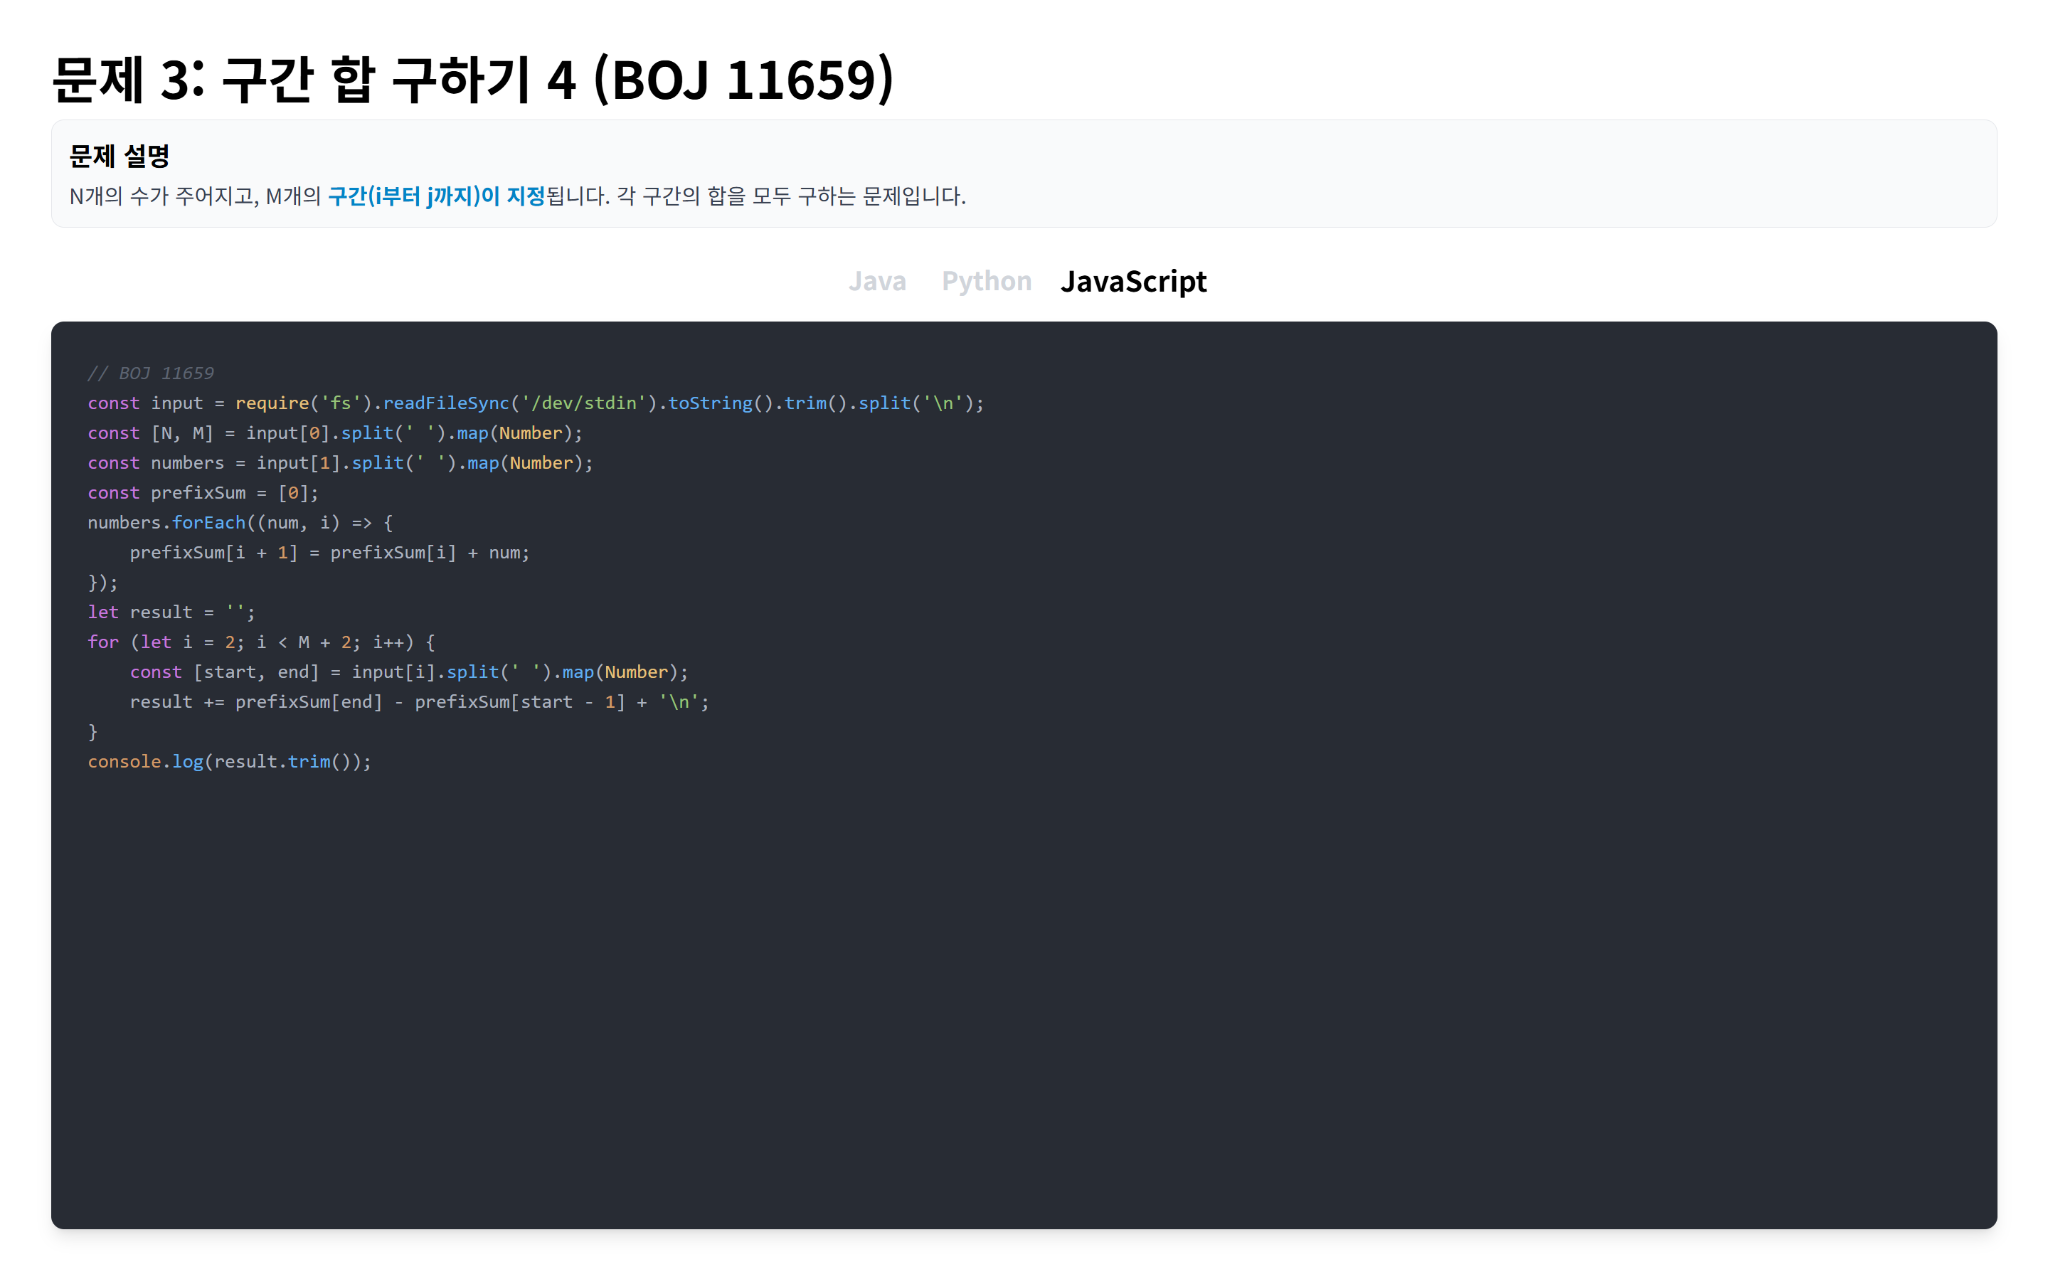 문제 3: 구간 합 구하기 4 (BOJ 11659)
문제 설명
N개의 수가 주어지고, M개의 구간(i부터 j까지)이 지정됩니다. 각 구간의 합을 모두 구하는 문제입니다.
Java Python JavaScript
// BOJ 11659
const input = require('fs').readFileSync('/dev/stdin').toString().trim().split('\n');
const [N, M] = input[0].split(' ').map(Number);
const numbers = input[1].split(' ').map(Number);
const prefixSum = [0];
numbers.forEach((num, i) => {
    prefixSum[i + 1] = prefixSum[i] + num;
});
let result = '';
for (let i = 2; i < M + 2; i++) {
    const [start, end] = input[i].split(' ').map(Number);
    result += prefixSum[end] - prefixSum[start - 1] + '\n';
}
console.log(result.trim());